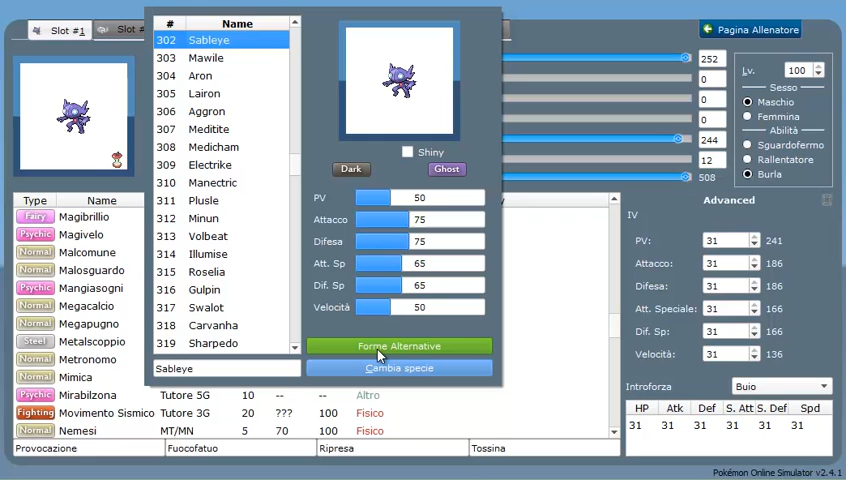 Slot #1
Slot #
Pagina Allenatore
# Name
302 Sableye
303 Mawile
304 Aron
305 Lairon
306 Aggron
307 Meditite
308 Medicham
309 Electrike
310 Manectric
311 Plusle
312 Minun
313 Volbeat
314 Illumise
315 Roselia
316 Gulpin
317 Swalot
318 Carvanha
319 Sharpedo
Sableye
Shiny
Dark Ghost
PV 50
Attacco 75
Difesa 75
Att. Sp 65
Dif. Sp 65
Velocità 50
Forme Alternative
Cambia specie
252
0
0
0
244
12
508
Lv. 100
Sesso
Maschio
Femmina
Abilità
Sguardofermo
Rallentatore
Burla
Advanced
IV
PV: 31 241
Attacco: 31 186
Difesa: 31 186
Att. Speciale: 31 166
Dif. Sp: 31 166
Velocità: 31 136
Introforza Buio
HP Atk Def S. Att S. Def Spd
31 31 31 31 31 31
Type Name
Fairy Magibrillio
Psychic Magivelo
Normal Malcomune
Normal Malosguardo
Psychic Mangiasogni
Normal Megacalcio
Normal Megapugno
Steel Metalscoppio
Normal Metronomo
Normal Mimica
Psychic Mirabilzona Tutore 5G 10 -- -- Altro
Fighting Movimento Sismico Tutore 3G 20 ??? 100 Fisico
Normal Nemesi MT/MN 5 70 100 Fisico
Provocazione Fuocofatuo Ripresa Tossina
Pokémon Online Simulator v2.4.1